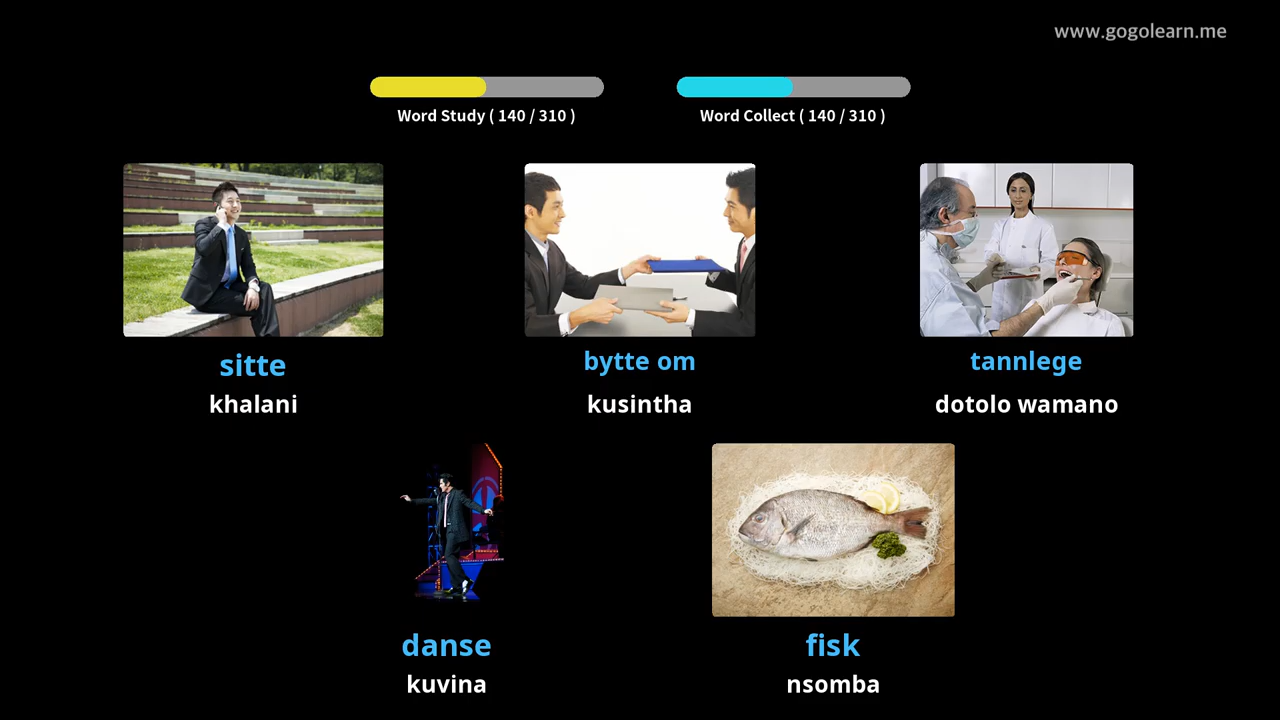 www.gogolearn.me
Word Study ( 140 / 310 )
Word Collect ( 140 / 310 )
sitte
khalani
bytte om
kusintha
tannlege
dotolo wamano
danse
kuvina
fisk
nsomba